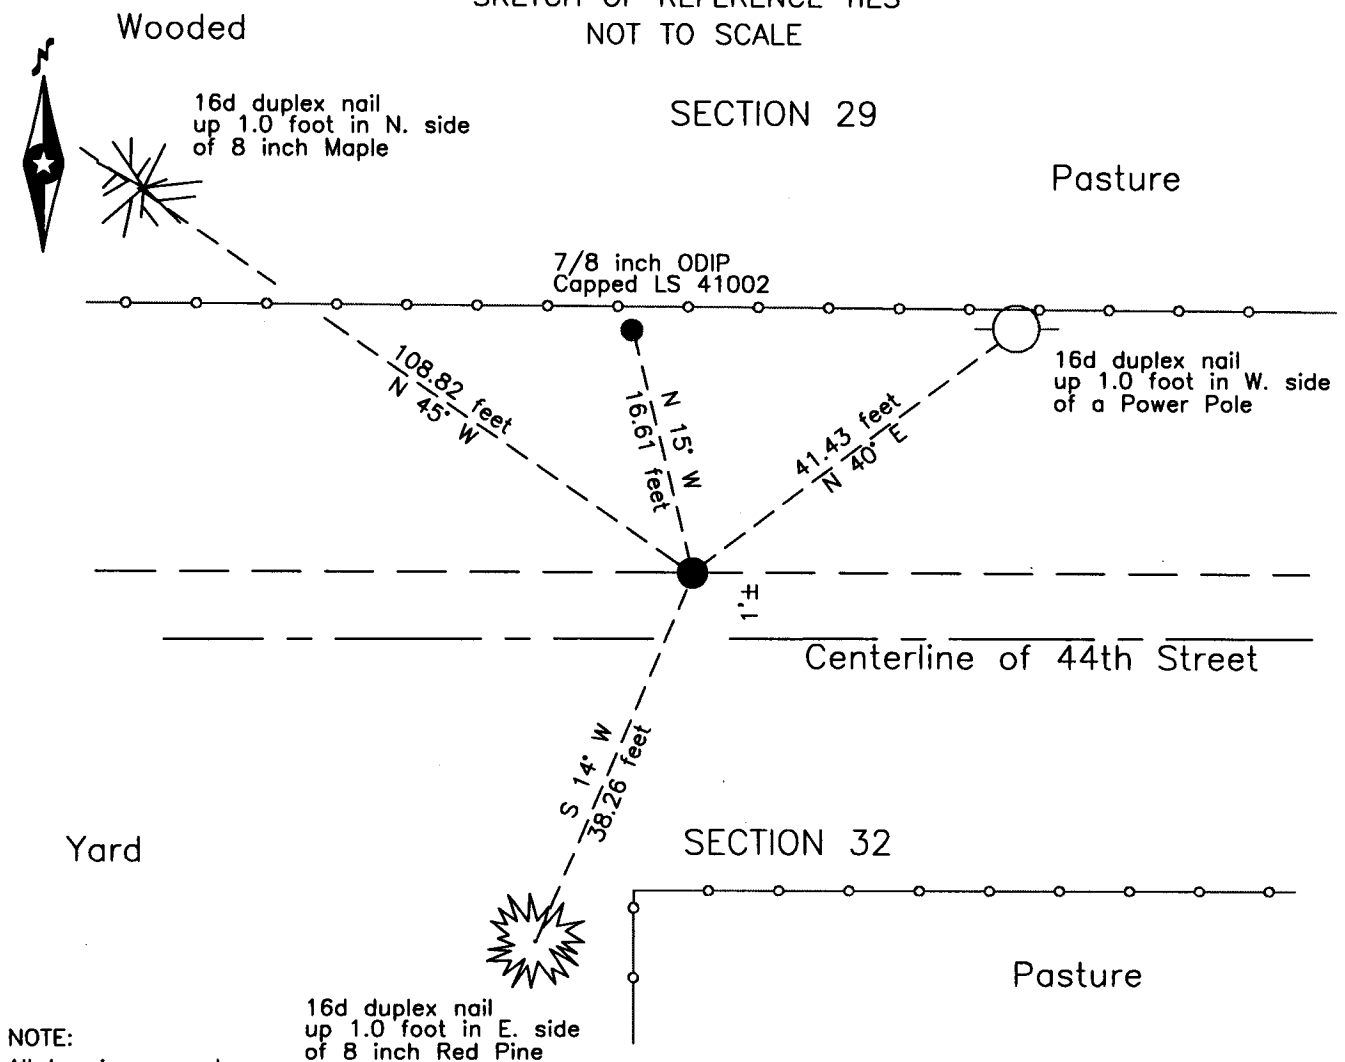 SKETCH OF REFERENCE TIES
NOT TO SCALE
Wooded
N
16d duplex nail
up 1.0 foot in N. side
of 8 inch Maple
SECTION 29
Pasture
7/8 inch ODIP
Capped LS 41002
16d duplex nail
up 1.0 foot in W. side
of a Power Pole
108.82 feet
N 45° W
N 15° W
16.61 feet
41.43 feet
N 40° E
1'±
Centerline of 44th Street
S 14° W
38.26 feet
Yard
SECTION 32
Pasture
16d duplex nail
up 1.0 foot in E. side
of 8 inch Red Pine
NOTE: